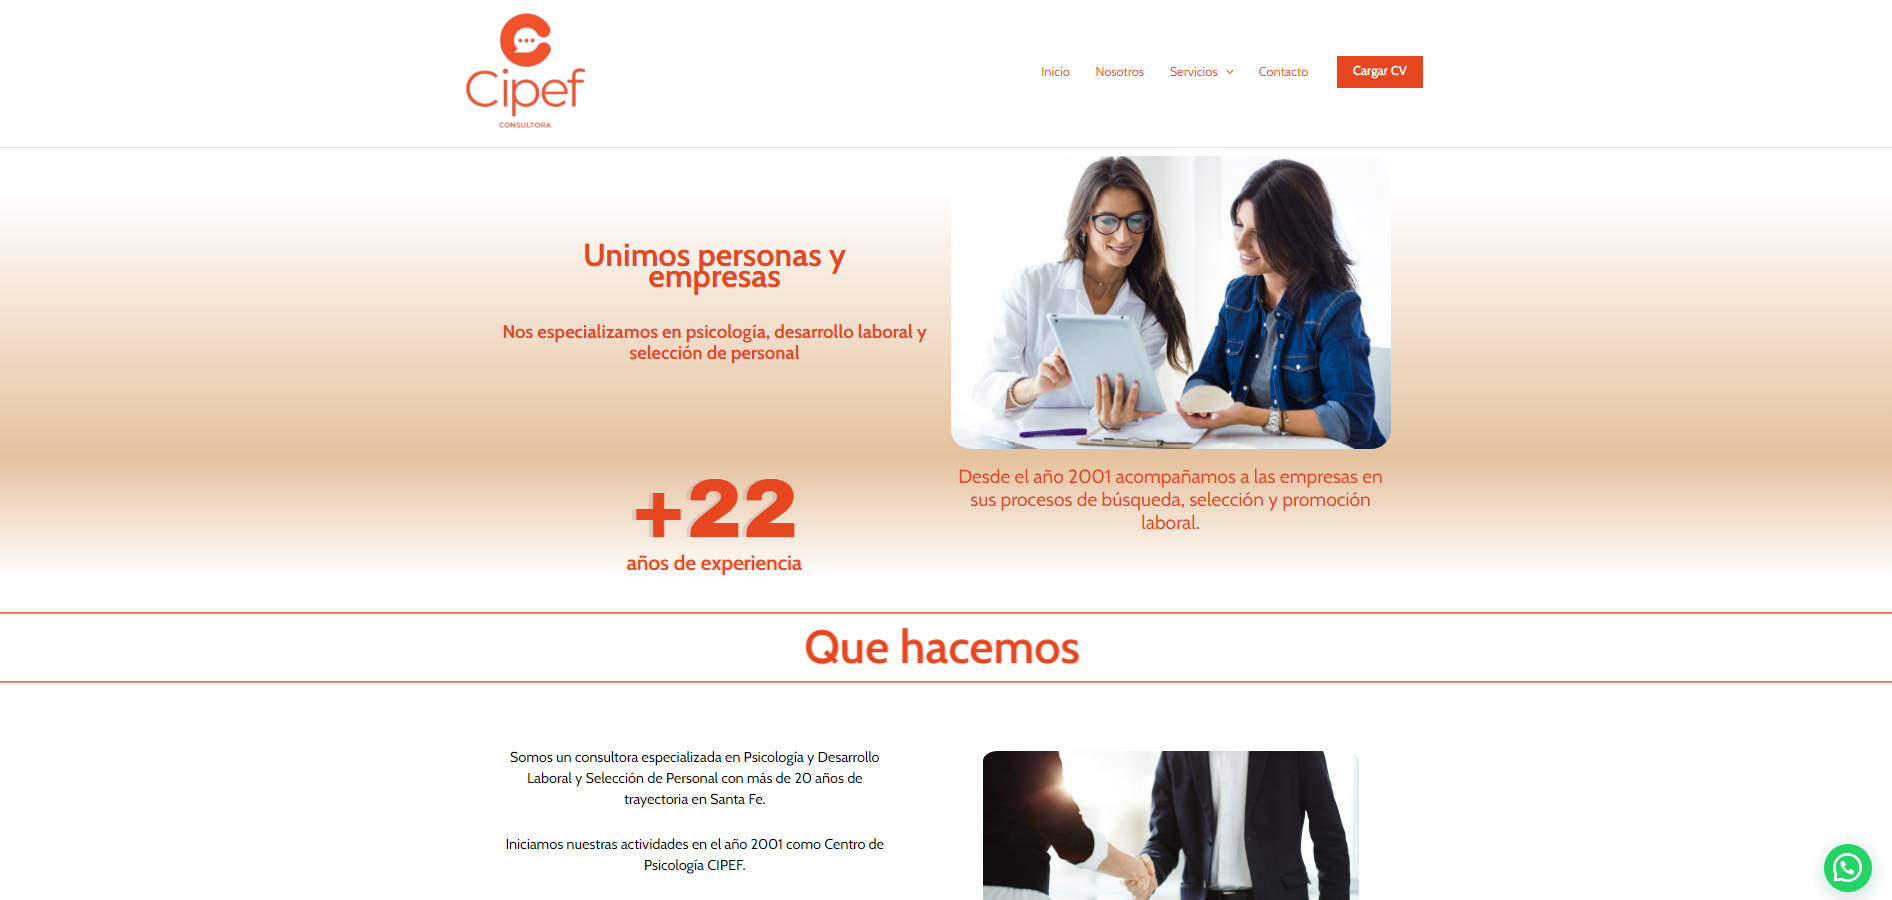 Cipef
CONSULTORA
Inicio
Nosotros
Servicios
Contacto
Cargar CV
Unimos personas y
empresas
Nos especializamos en psicología, desarrollo laboral y
selección de personal
+22
años de experiencia
Desde el año 2001 acompañamos a las empresas en
sus procesos de búsqueda, selección y promoción
laboral.
Que hacemos
Somos un consultora especializada en Psicología y Desarrollo
Laboral y Selección de Personal con más de 20 años de
trayectoria en Santa Fe.
Iniciamos nuestras actividades en el año 2001 como Centro de
Psicología CIPEF.